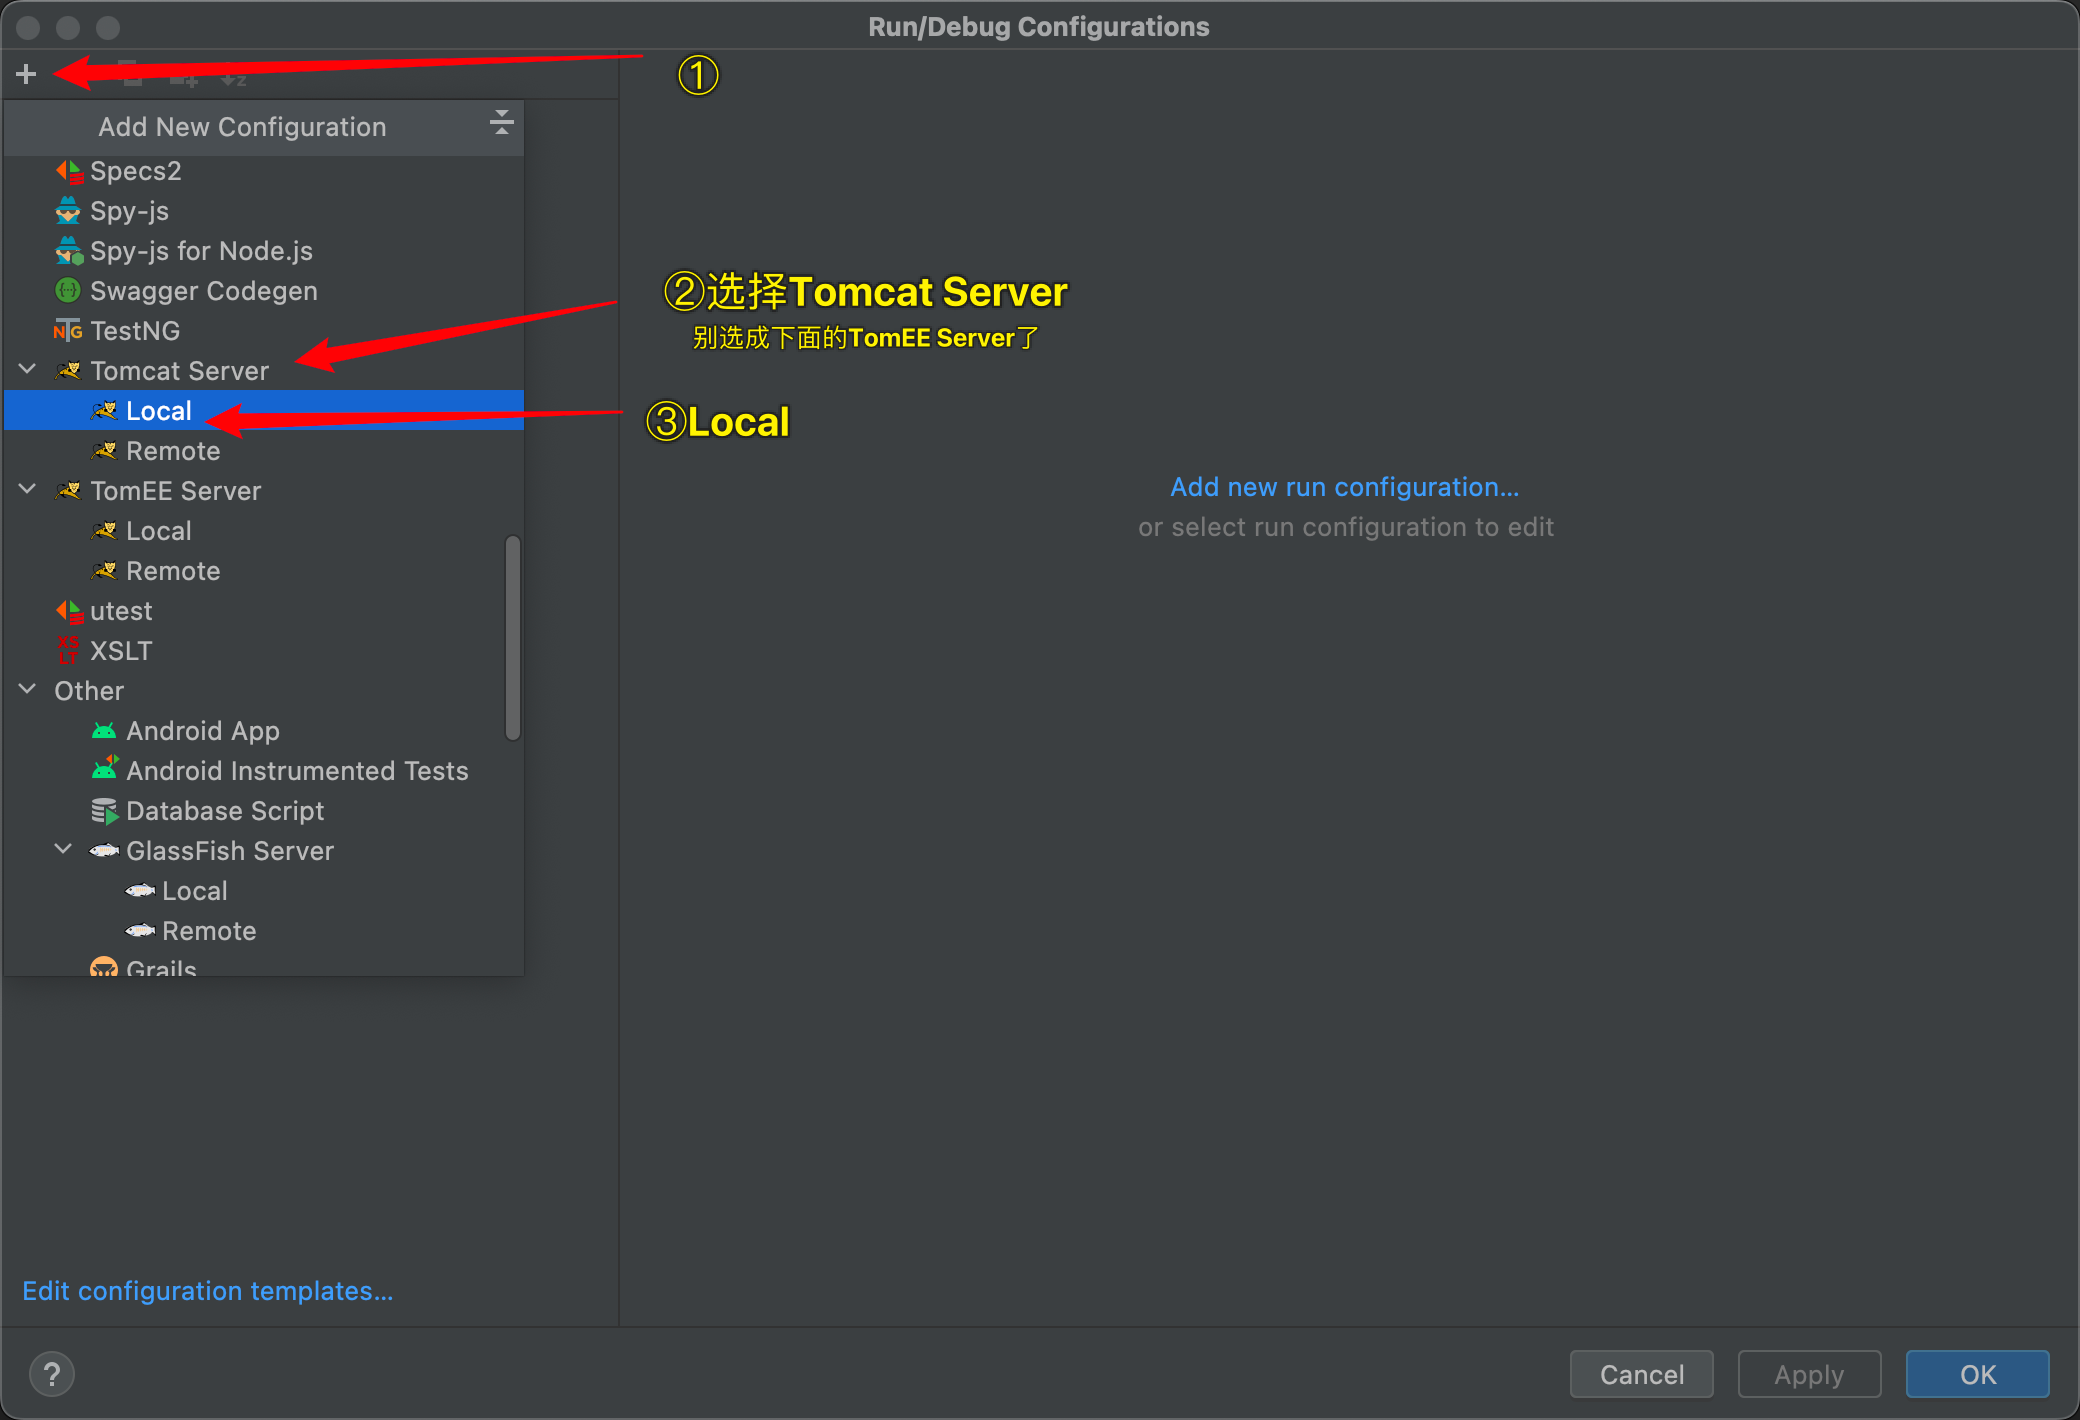 Run/Debug Configurations
①
Add New Configuration
Specs2
Spy-js
Spy-js for Node.js
Swagger Codegen
TestNG
Tomcat Server
Local
Remote
TomEE Server
Local
Remote
utest
XSLT
Other
Android App
Android Instrumented Tests
Database Script
GlassFish Server
Local
Remote
Grails
②选择Tomcat Server
别选成下面的TomEE Server了
③Local
Add new run configuration...
or select run configuration to edit
Edit configuration templates...
?
Cancel
Apply
OK